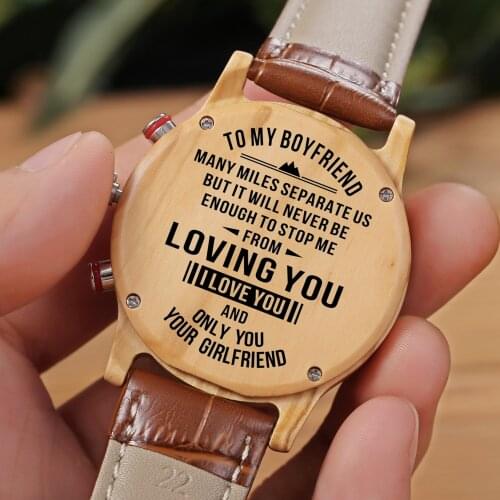 TO MY BOYFRIEND
MANY MILES SEPARATE US
BUT IT WILL NEVER BE
ENOUGH TO STOP ME
FROM
LOVING YOU
I LOVE YOU
AND
ONLY YOU
YOUR GIRLFRIEND
22